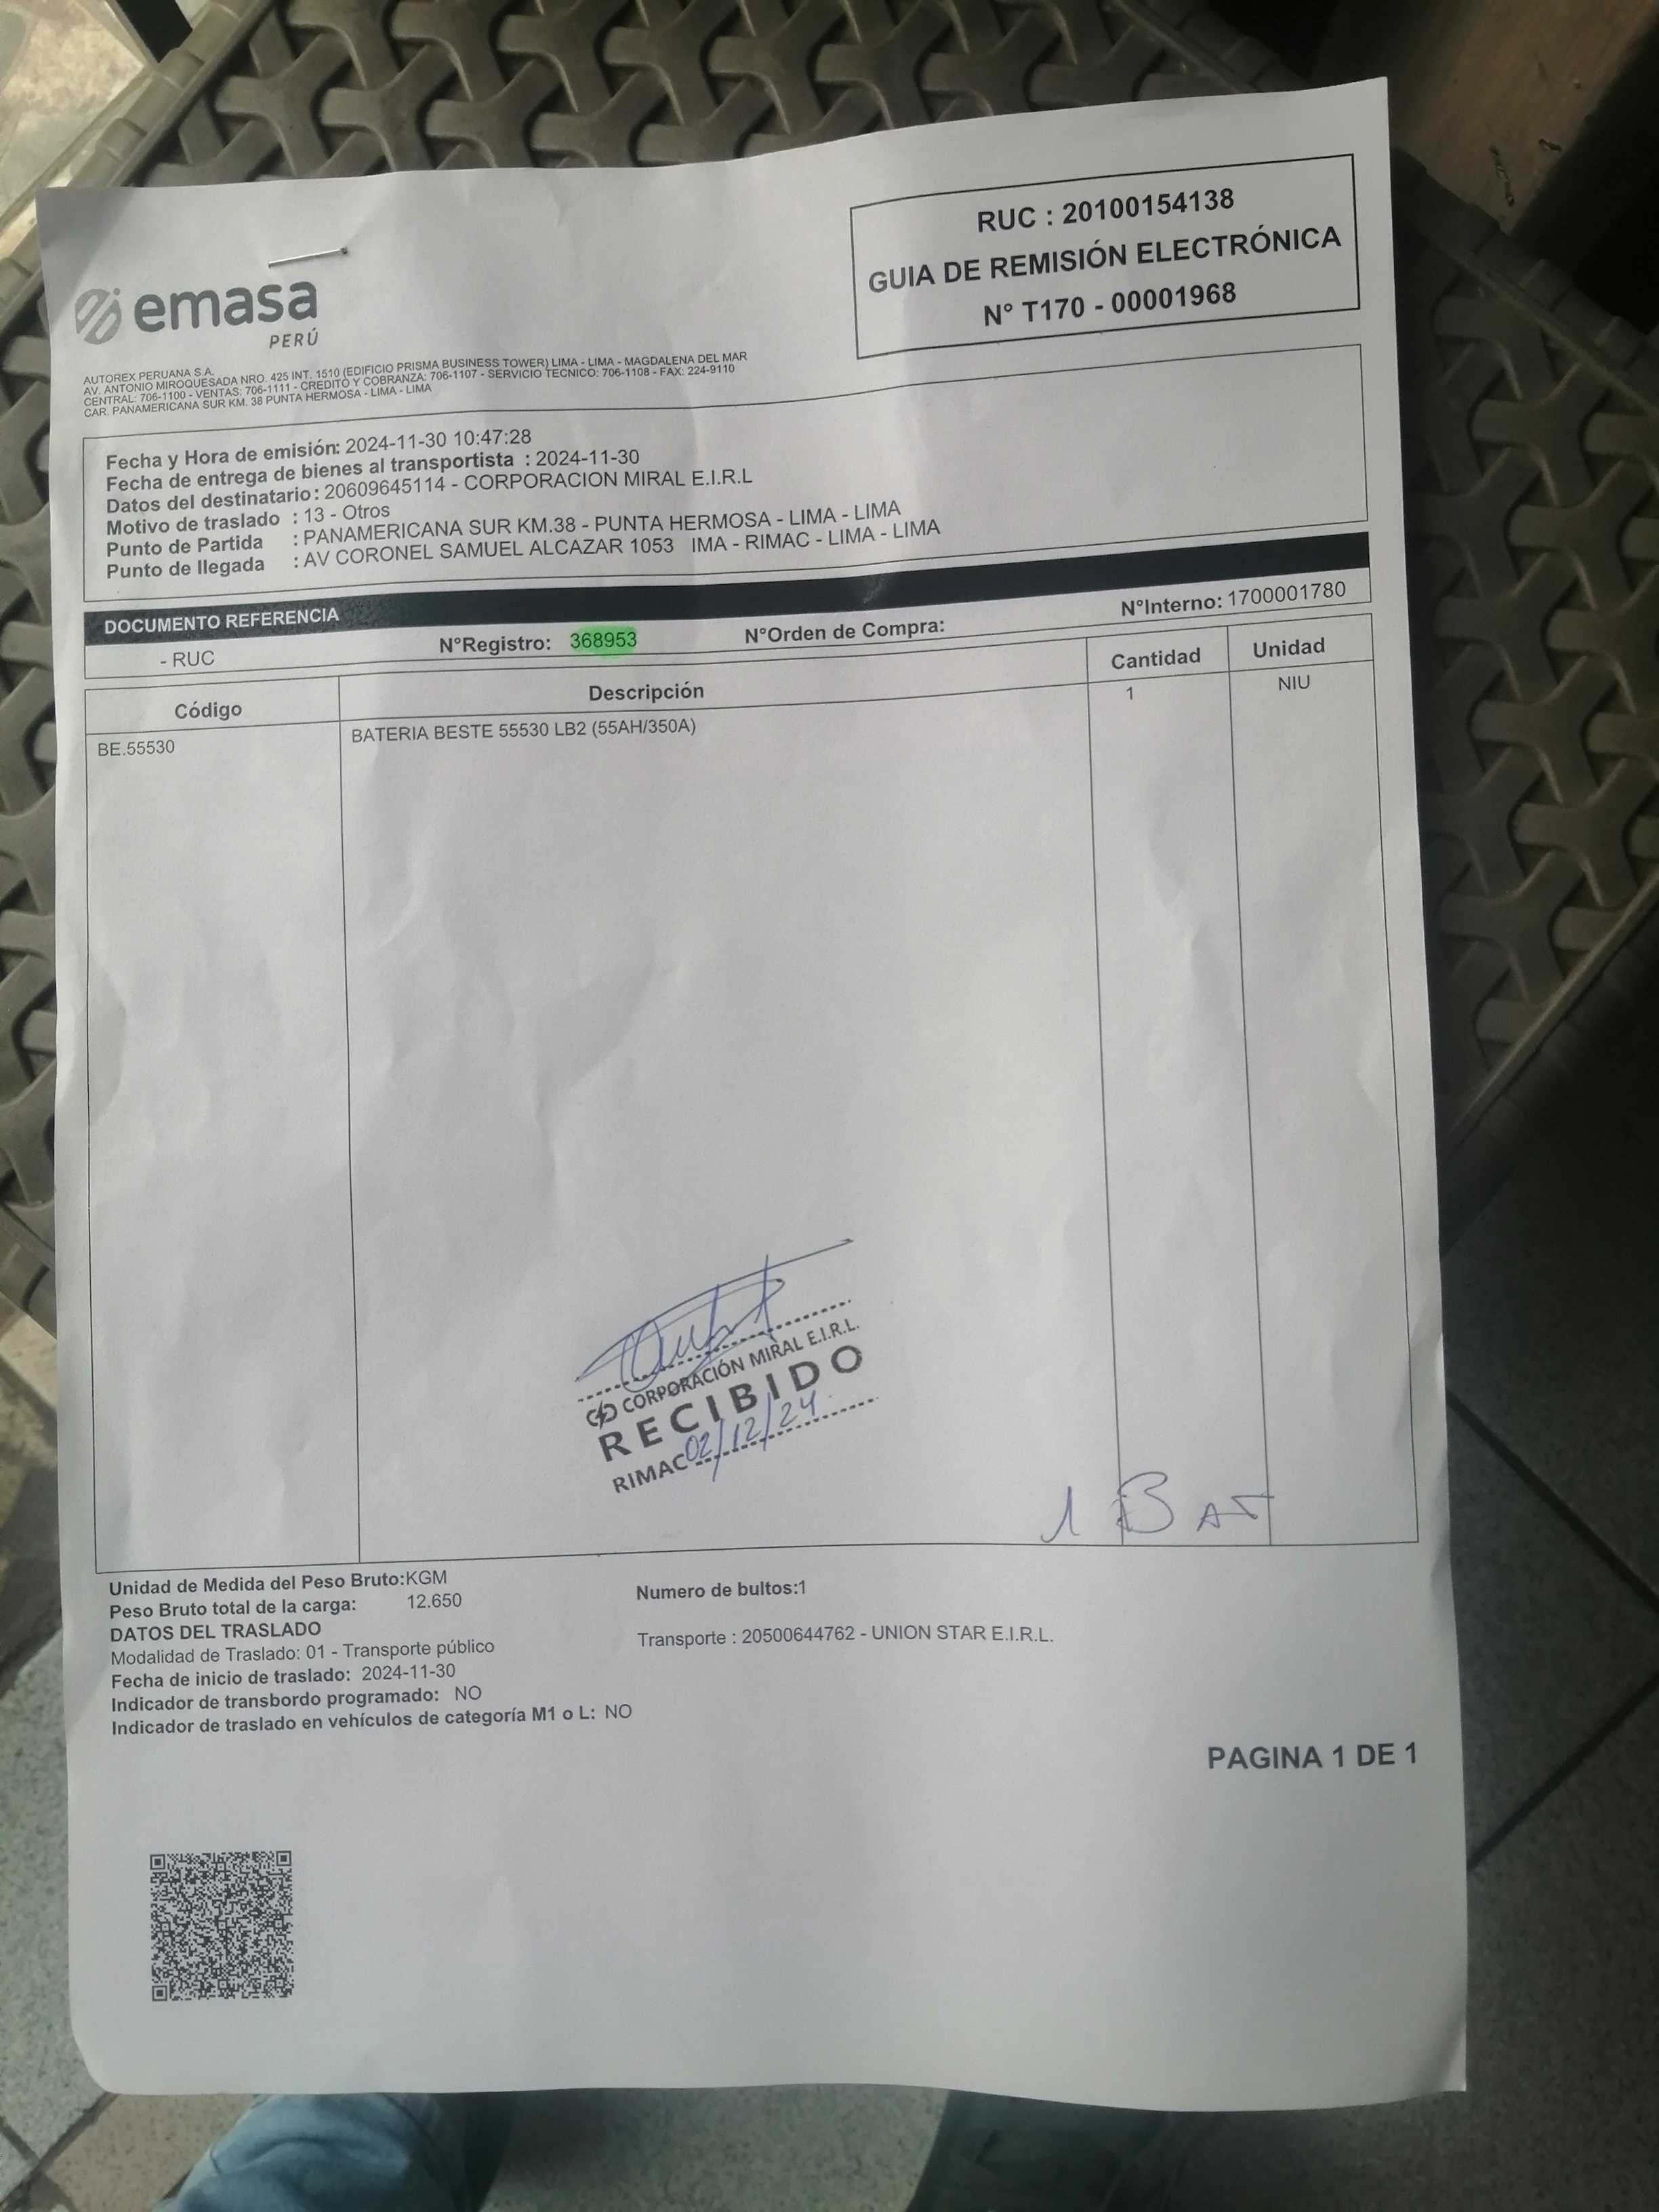 emasa
PERÚ
RUC : 20100154138
GUIA DE REMISIÓN ELECTRÓNICA
N° T170 - 00001968
AUTOREX PERUANA S.A.
AV. ANTONIO MIROQUESADA NRO. 425 INT. 1510 (EDIFICIO PRISMA BUSINESS TOWER) LIMA - LIMA - MAGDALENA DEL MAR
CENTRAL: 706-1100 - VENTAS: 706-1111 - CREDITO Y COBRANZA: 706-1107 - SERVICIO TECNICO: 706-1108 - FAX: 224-9110
CAR. PANAMERICANA SUR KM. 38 PUNTA HERMOSA - LIMA - LIMA
Fecha y Hora de emisión: 2024-11-30 10:47:28
Fecha de entrega de bienes al transportista : 2024-11-30
Datos del destinatario: 20609645114 - CORPORACION MIRAL E.I.R.L
Motivo de traslado : 13 - Otros
Punto de Partida : PANAMERICANA SUR KM.38 - PUNTA HERMOSA - LIMA - LIMA
Punto de llegada : AV CORONEL SAMUEL ALCAZAR 1053 IMA - RIMAC - LIMA - LIMA
DOCUMENTO REFERENCIA
- RUC N°Registro: 368953 N°Orden de Compra: N°Interno: 1700001780
Código Descripción Cantidad Unidad
BE.55530 BATERIA BESTE 55530 LB2 (55AH/350A) 1 NIU
CORPORACIÓN MIRAL E.I.R.L.
RECIBIDO
RIMAC 02/12/24
1 BAT
Unidad de Medida del Peso Bruto:KGM
Peso Bruto total de la carga: 12.650
Numero de bultos:1
DATOS DEL TRASLADO
Modalidad de Traslado: 01 - Transporte público
Transporte : 20500644762 - UNION STAR E.I.R.L.
Fecha de inicio de traslado: 2024-11-30
Indicador de transbordo programado: NO
Indicador de traslado en vehículos de categoría M1 o L: NO
PAGINA 1 DE 1